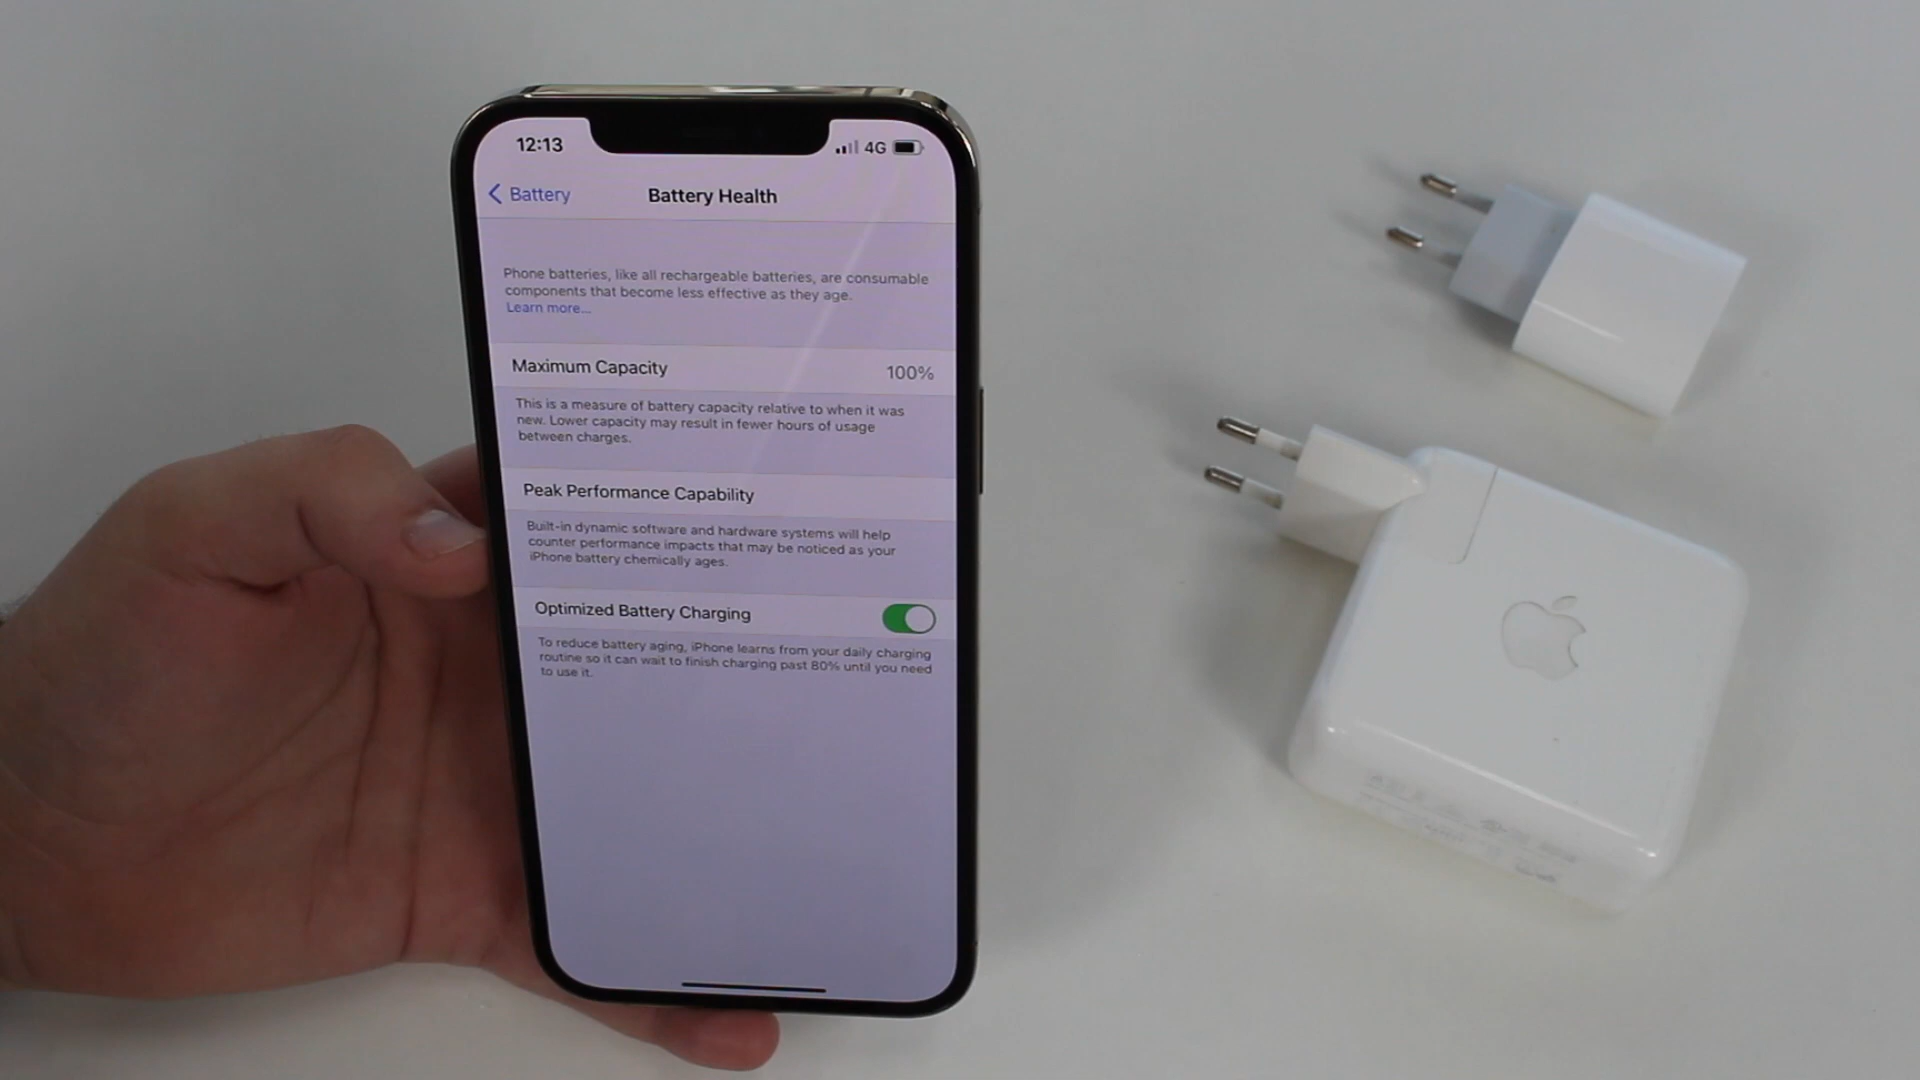 12:13
4G
Battery
Battery Health
Phone batteries, like all rechargeable batteries, are consumable
components that become less effective as they age.
Learn more...
Maximum Capacity
100%
This is a measure of battery capacity relative to when it was
new. Lower capacity may result in fewer hours of usage
between charges.
Peak Performance Capability
Built-in dynamic software and hardware systems will help
counter performance impacts that may be noticed as your
iPhone battery chemically ages.
Optimized Battery Charging
To reduce battery aging, iPhone learns from your daily charging
routine so it can wait to finish charging past 80% until you need
to use it.